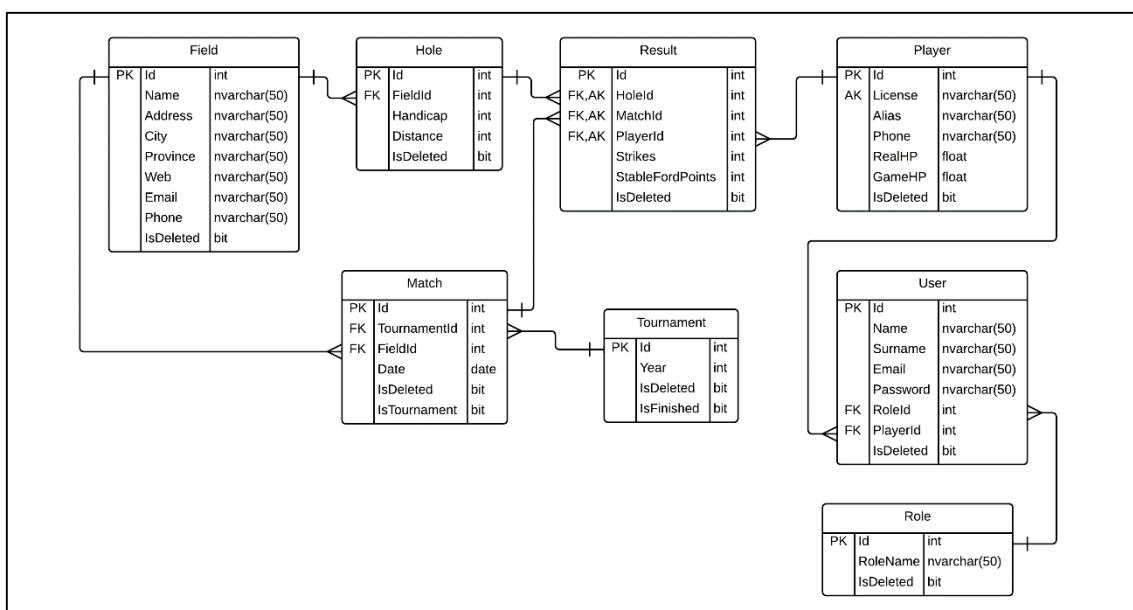 Field
PK Id int
Name nvarchar(50)
Address nvarchar(50)
City nvarchar(50)
Province nvarchar(50)
Web nvarchar(50)
Email nvarchar(50)
Phone nvarchar(50)
IsDeleted bit
Hole
PK Id int
FK FieldId int
Handicap int
Distance int
IsDeleted bit
Result
PK Id int
FK,AK HoleId int
FK,AK MatchId int
FK,AK PlayerId int
Strikes int
StableFordPoints int
IsDeleted bit
Player
PK Id int
AK License nvarchar(50)
Alias nvarchar(50)
Phone nvarchar(50)
RealHP float
GameHP float
IsDeleted bit
Match
PK Id int
FK TournamentId int
FK FieldId int
Date date
IsDeleted bit
IsTournament bit
Tournament
PK Id int
Year int
IsDeleted bit
IsFinished bit
User
PK Id int
Name nvarchar(50)
Surname nvarchar(50)
Email nvarchar(50)
Password nvarchar(50)
FK RoleId int
FK PlayerId int
IsDeleted bit
Role
PK Id int
RoleName nvarchar(50)
IsDeleted bit